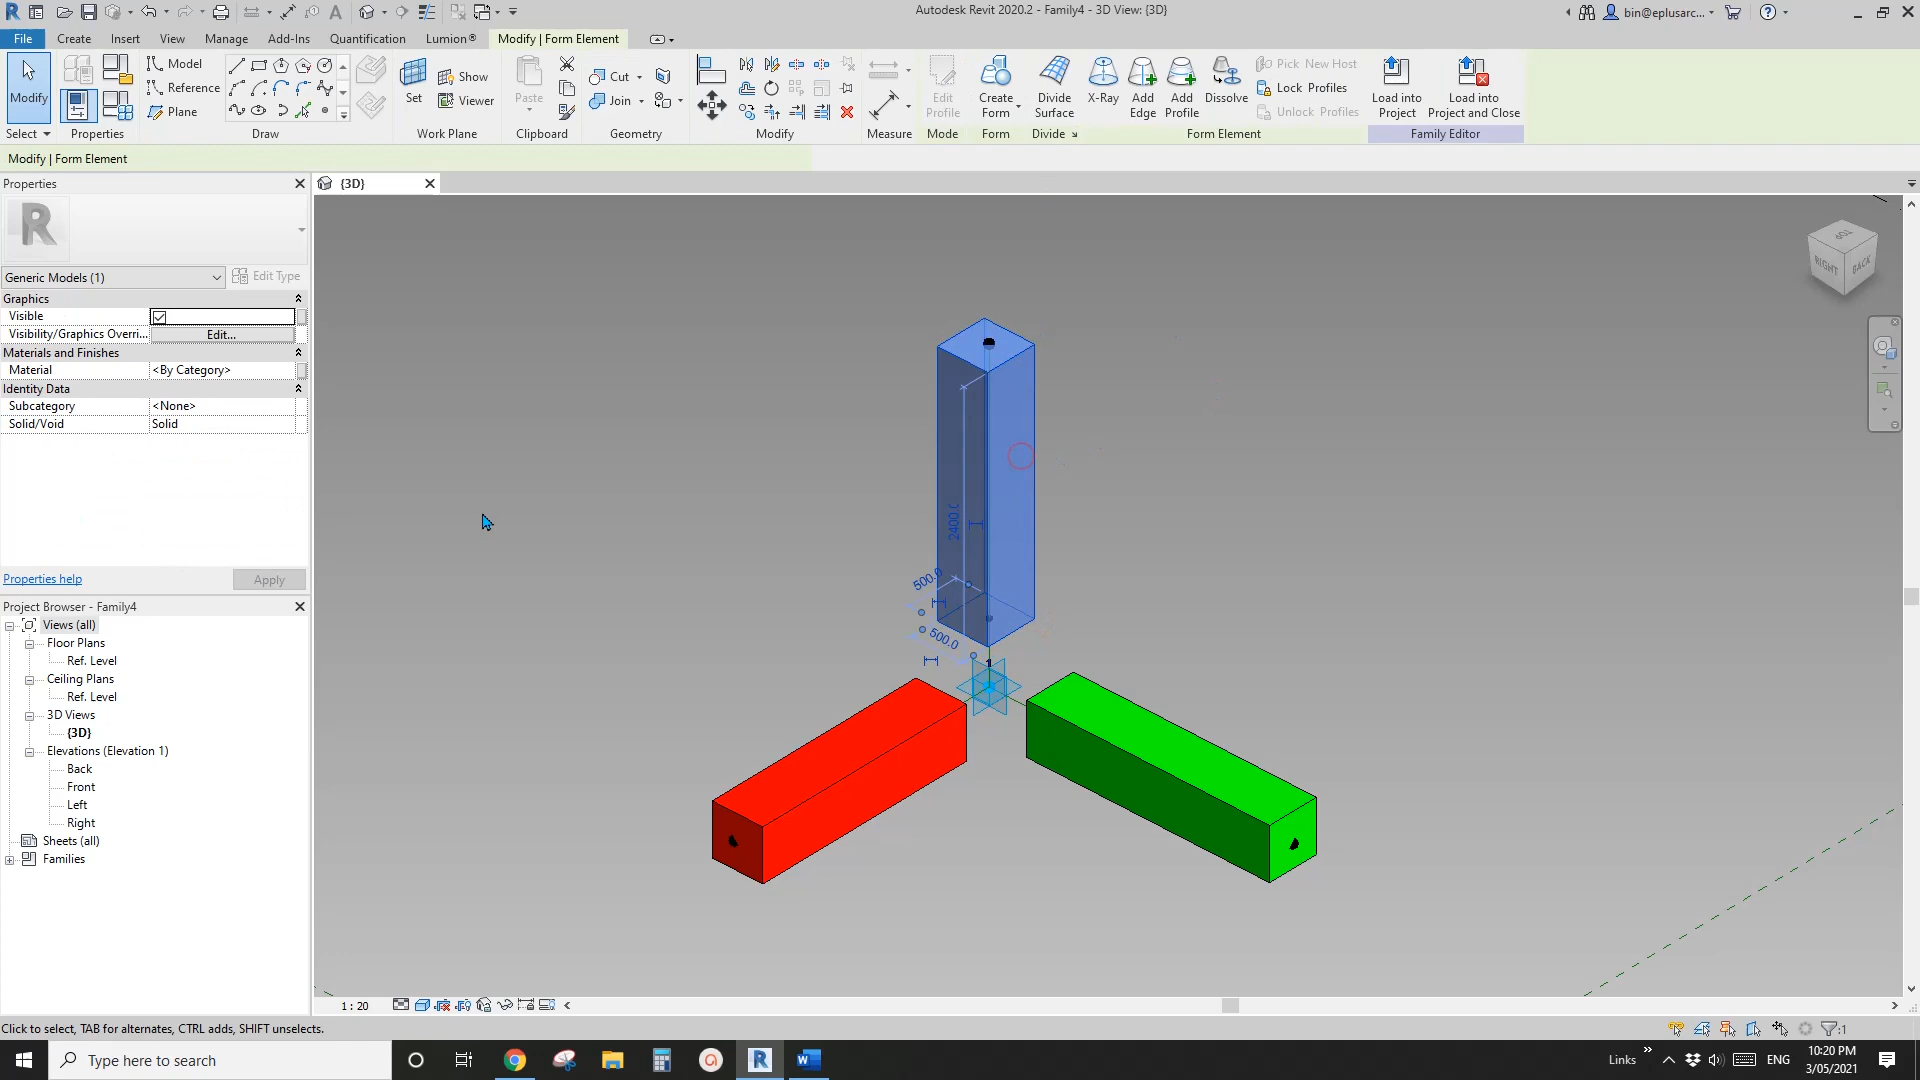 Autodesk Revit 2020.2 - Family4 - 3D View: {3D}
bin@eplusarc...
File Create Insert View Manage Add-Ins Quantification Lumion® Modify | Form Element
Modify
Model
Reference
Plane
Set
Show
Viewer
Paste
Cut
Join
Edit Profile
Create Form
Divide Surface
X-Ray
Add Edge
Add Profile
Dissolve
Pick New Host
Lock Profiles
Unlock Profiles
Load into Project
Load into Project and Close
Select Properties Draw Work Plane Clipboard Geometry Modify Measure Mode Form Divide Form Element Family Editor
Modify | Form Element
Properties
{3D}
Generic Models (1)
Edit Type
Graphics
Visible
Visibility/Graphics Overri... Edit...
Materials and Finishes
Material <By Category>
Identity Data
Subcategory <None>
Solid/Void Solid
Properties help
Apply
Project Browser - Family4
Views (all)
Floor Plans
Ref. Level
Ceiling Plans
Ref. Level
3D Views
{3D}
Elevations (Elevation 1)
Back
Front
Left
Right
Sheets (all)
Families
TOP
RIGHT
BACK
2400.0
500.0
500.0
1 : 20
Click to select, TAB for alternates, CTRL adds, SHIFT unselects.
:1
Type here to search
Links
ENG
10:20 PM
3/05/2021